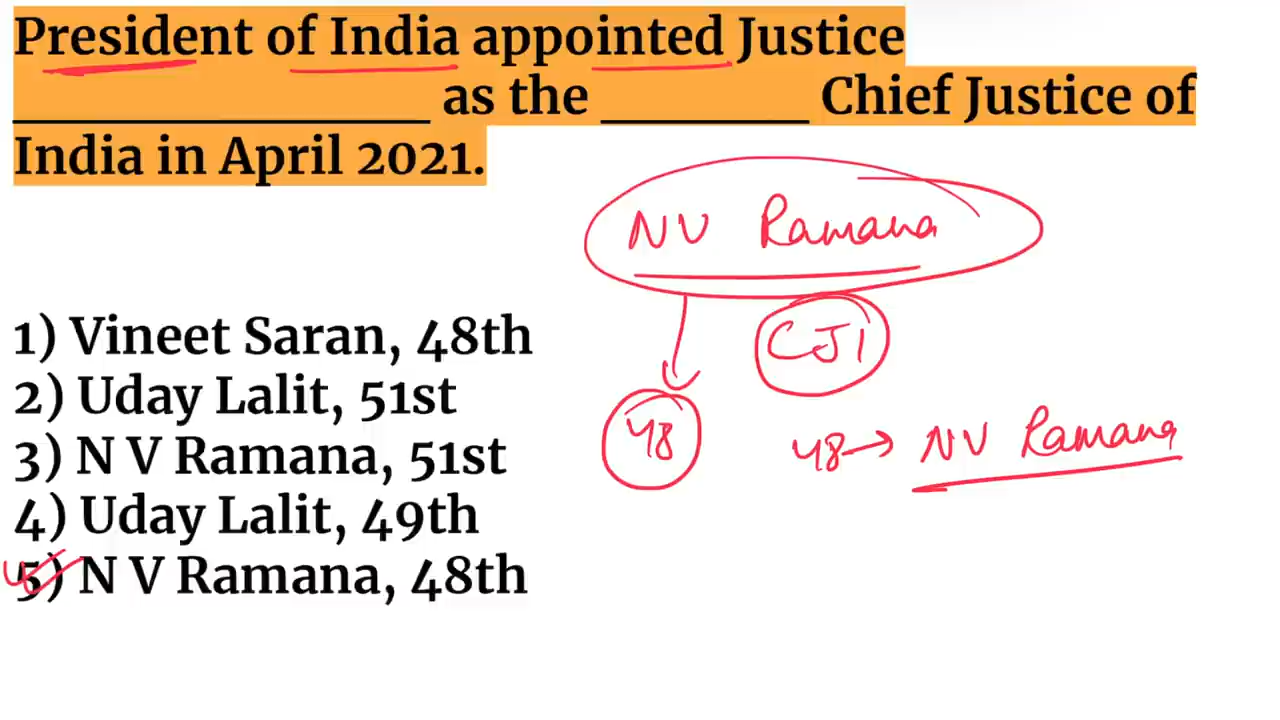 President of India appointed Justice
________________ as the ________ Chief Justice of
India in April 2021.
NV Ramana
CJI
48
48→ NV Ramana
1) Vineet Saran, 48th
2) Uday Lalit, 51st
3) N V Ramana, 51st
4) Uday Lalit, 49th
5) N V Ramana, 48th